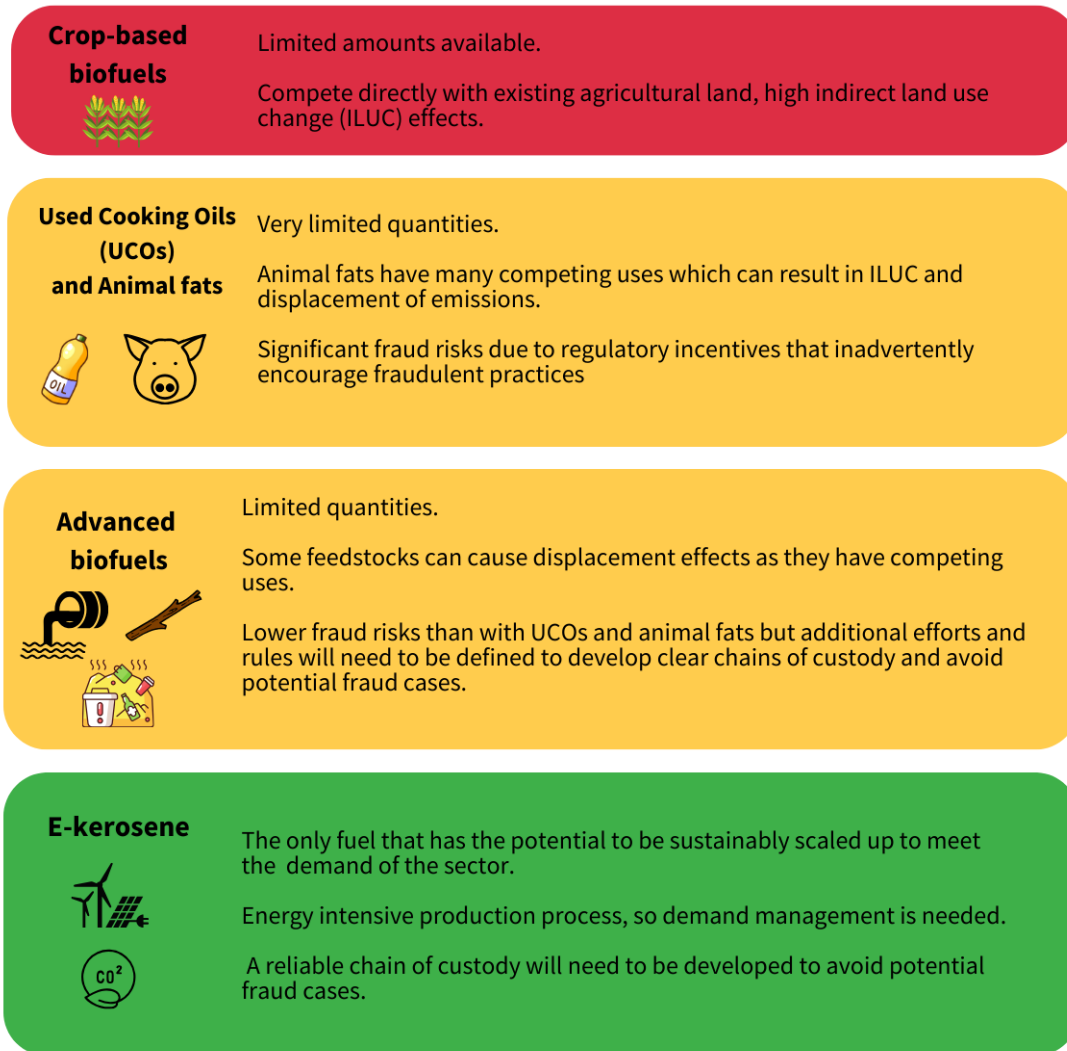 Crop-based
biofuels
Limited amounts available.
Compete directly with existing agricultural land, high indirect land use
change (ILUC) effects.
Used Cooking Oils
(UCOs)
and Animal fats
OIL
Very limited quantities.
Animal fats have many competing uses which can result in ILUC and
displacement of emissions.
Significant fraud risks due to regulatory incentives that inadvertently
encourage fraudulent practices
Advanced
biofuels
Limited quantities.
Some feedstocks can cause displacement effects as they have competing
uses.
Lower fraud risks than with UCOs and animal fats but additional efforts and
rules will need to be defined to develop clear chains of custody and avoid
potential fraud cases.
E-kerosene
CO²
The only fuel that has the potential to be sustainably scaled up to meet
the demand of the sector.
Energy intensive production process, so demand management is needed.
A reliable chain of custody will need to be developed to avoid potential
fraud cases.